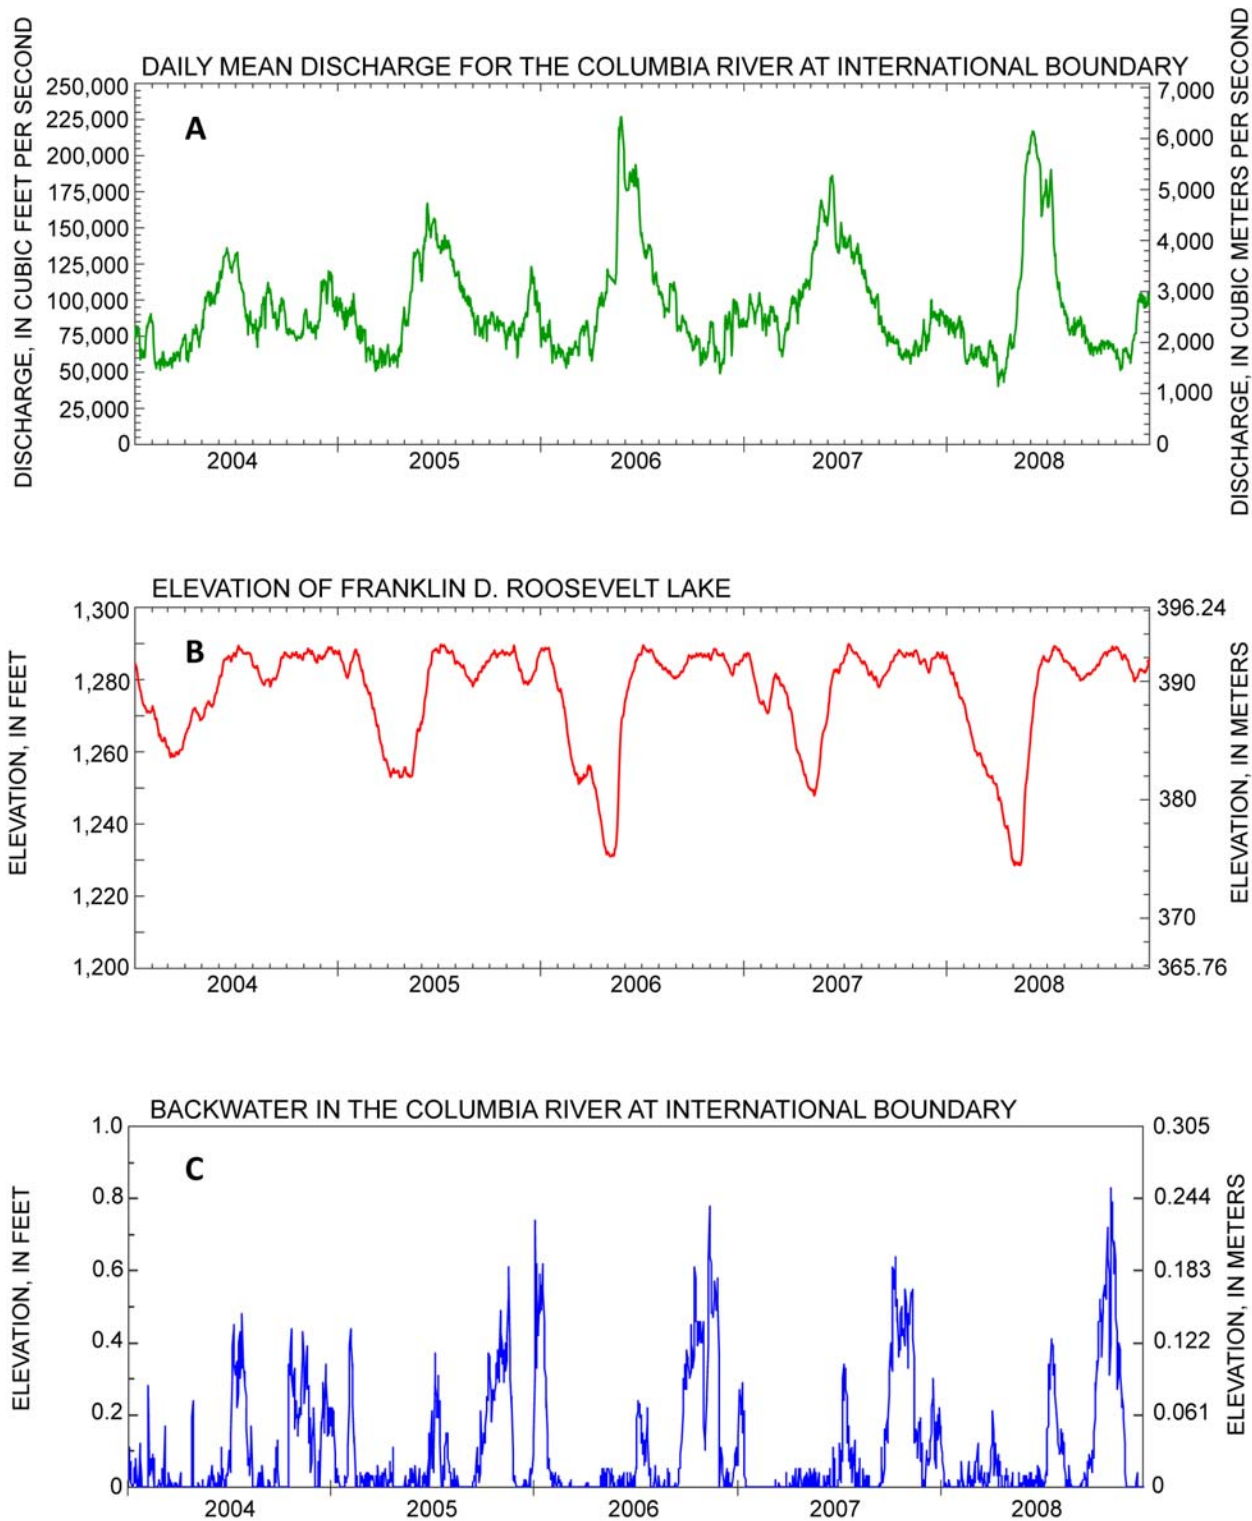 DAILY MEAN DISCHARGE FOR THE COLUMBIA RIVER AT INTERNATIONAL BOUNDARY
A
DISCHARGE, IN CUBIC FEET PER SECOND
250,000
225,000
200,000
175,000
150,000
125,000
100,000
75,000
50,000
25,000
0
7,000
6,000
5,000
4,000
3,000
2,000
1,000
0
DISCHARGE, IN CUBIC METERS PER SECOND
2004 2005 2006 2007 2008
ELEVATION OF FRANKLIN D. ROOSEVELT LAKE
B
ELEVATION, IN FEET
1,300
1,280
1,260
1,240
1,220
1,200
396.24
390
380
370
365.76
ELEVATION, IN METERS
2004 2005 2006 2007 2008
BACKWATER IN THE COLUMBIA RIVER AT INTERNATIONAL BOUNDARY
C
ELEVATION, IN FEET
1.0
0.8
0.6
0.4
0.2
0
0.305
0.244
0.183
0.122
0.061
0
ELEVATION, IN METERS
2004 2005 2006 2007 2008